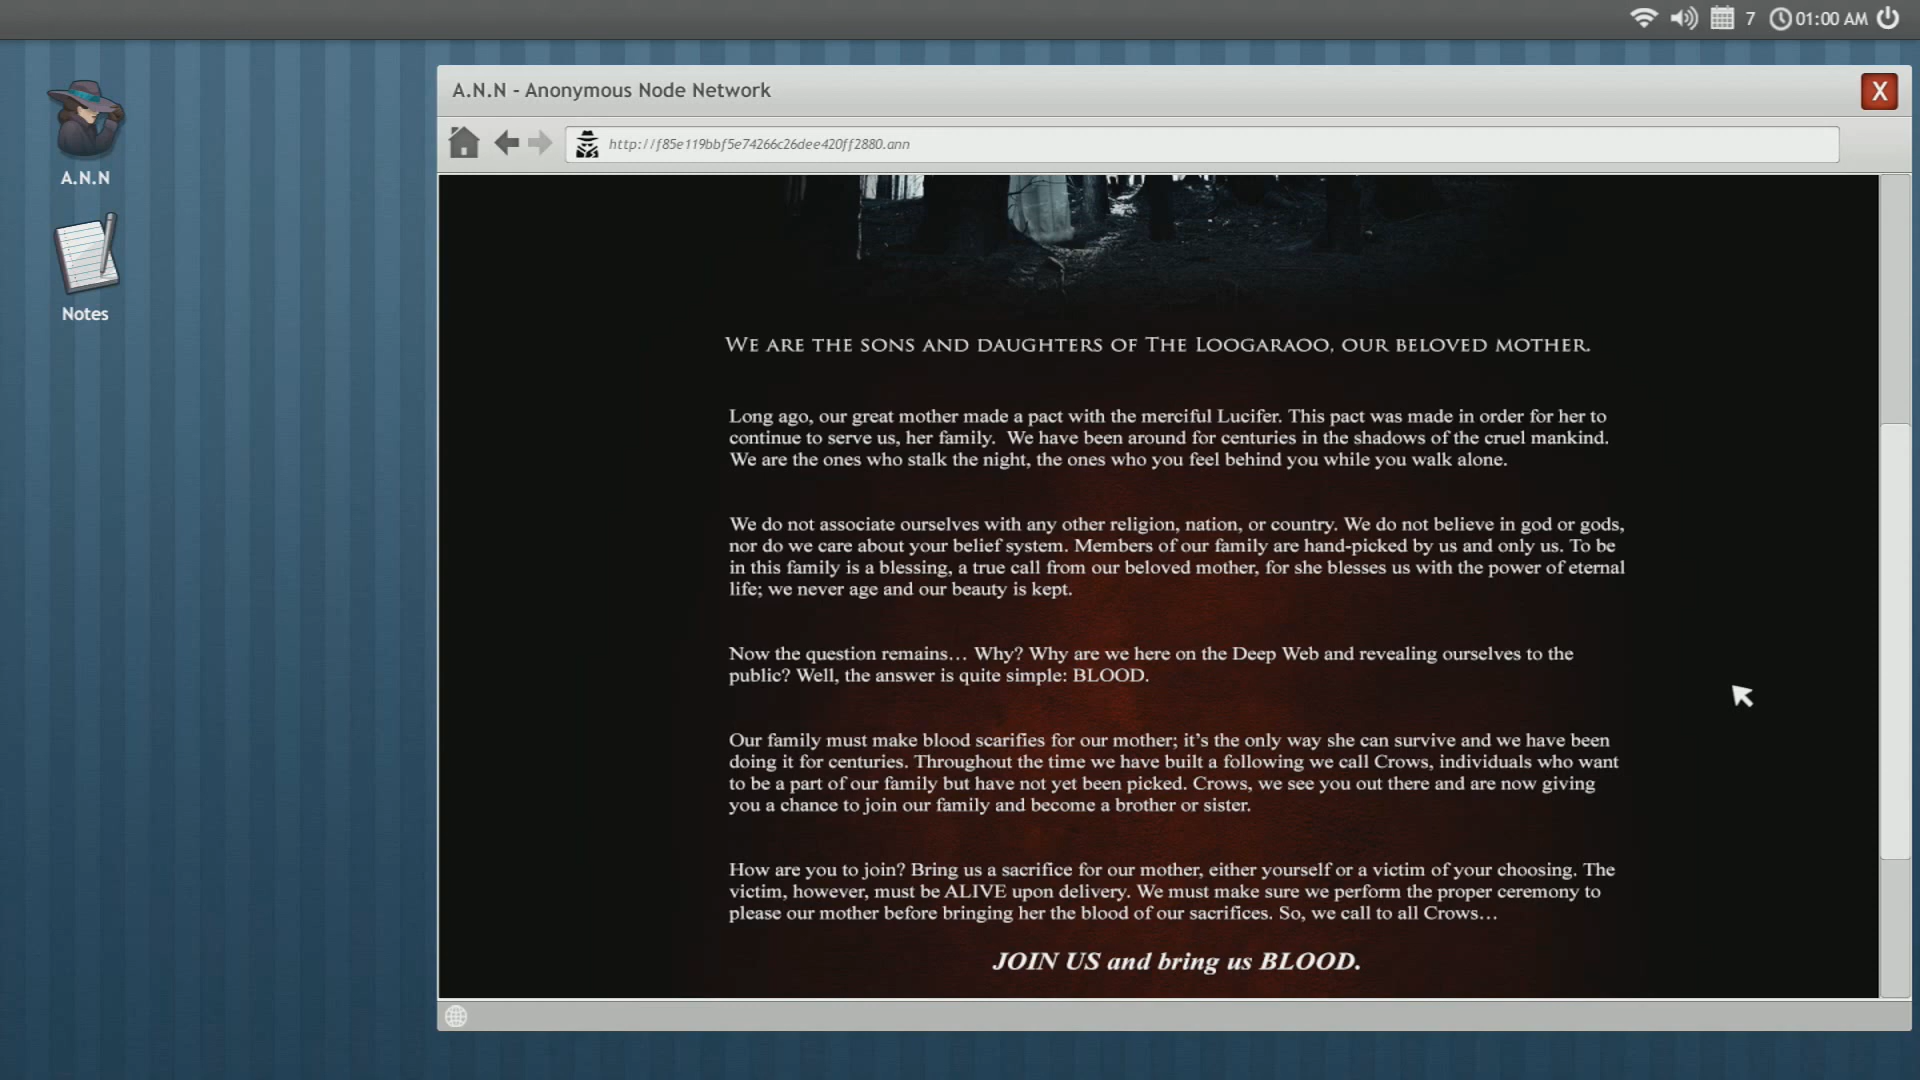 7 01:00 AM
A.N.N
Notes
A.N.N - Anonymous Node Network
X
http://f85e119bbf5e74266c26dee420ff2880.ann
We are the sons and daughters of The Loogaraoo, our beloved mother.
Long ago, our great mother made a pact with the merciful Lucifer. This pact was made in order for her to
continue to serve us, her family.  We have been around for centuries in the shadows of the cruel mankind.
We are the ones who stalk the night, the ones who you feel behind you while you walk alone.
We do not associate ourselves with any other religion, nation, or country. We do not believe in god or gods,
nor do we care about your belief system. Members of our family are hand-picked by us and only us. To be
in this family is a blessing, a true call from our beloved mother, for she blesses us with the power of eternal
life; we never age and our beauty is kept.
Now the question remains… Why? Why are we here on the Deep Web and revealing ourselves to the
public? Well, the answer is quite simple: BLOOD.
Our family must make blood scarifies for our mother; it’s the only way she can survive and we have been
doing it for centuries. Throughout the time we have built a following we call Crows, individuals who want
to be a part of our family but have not yet been picked. Crows, we see you out there and are now giving
you a chance to join our family and become a brother or sister.
How are you to join? Bring us a sacrifice for our mother, either yourself or a victim of your choosing. The
victim, however, must be ALIVE upon delivery. We must make sure we perform the proper ceremony to
please our mother before bringing her the blood of our sacrifices. So, we call to all Crows…
JOIN US and bring us BLOOD.